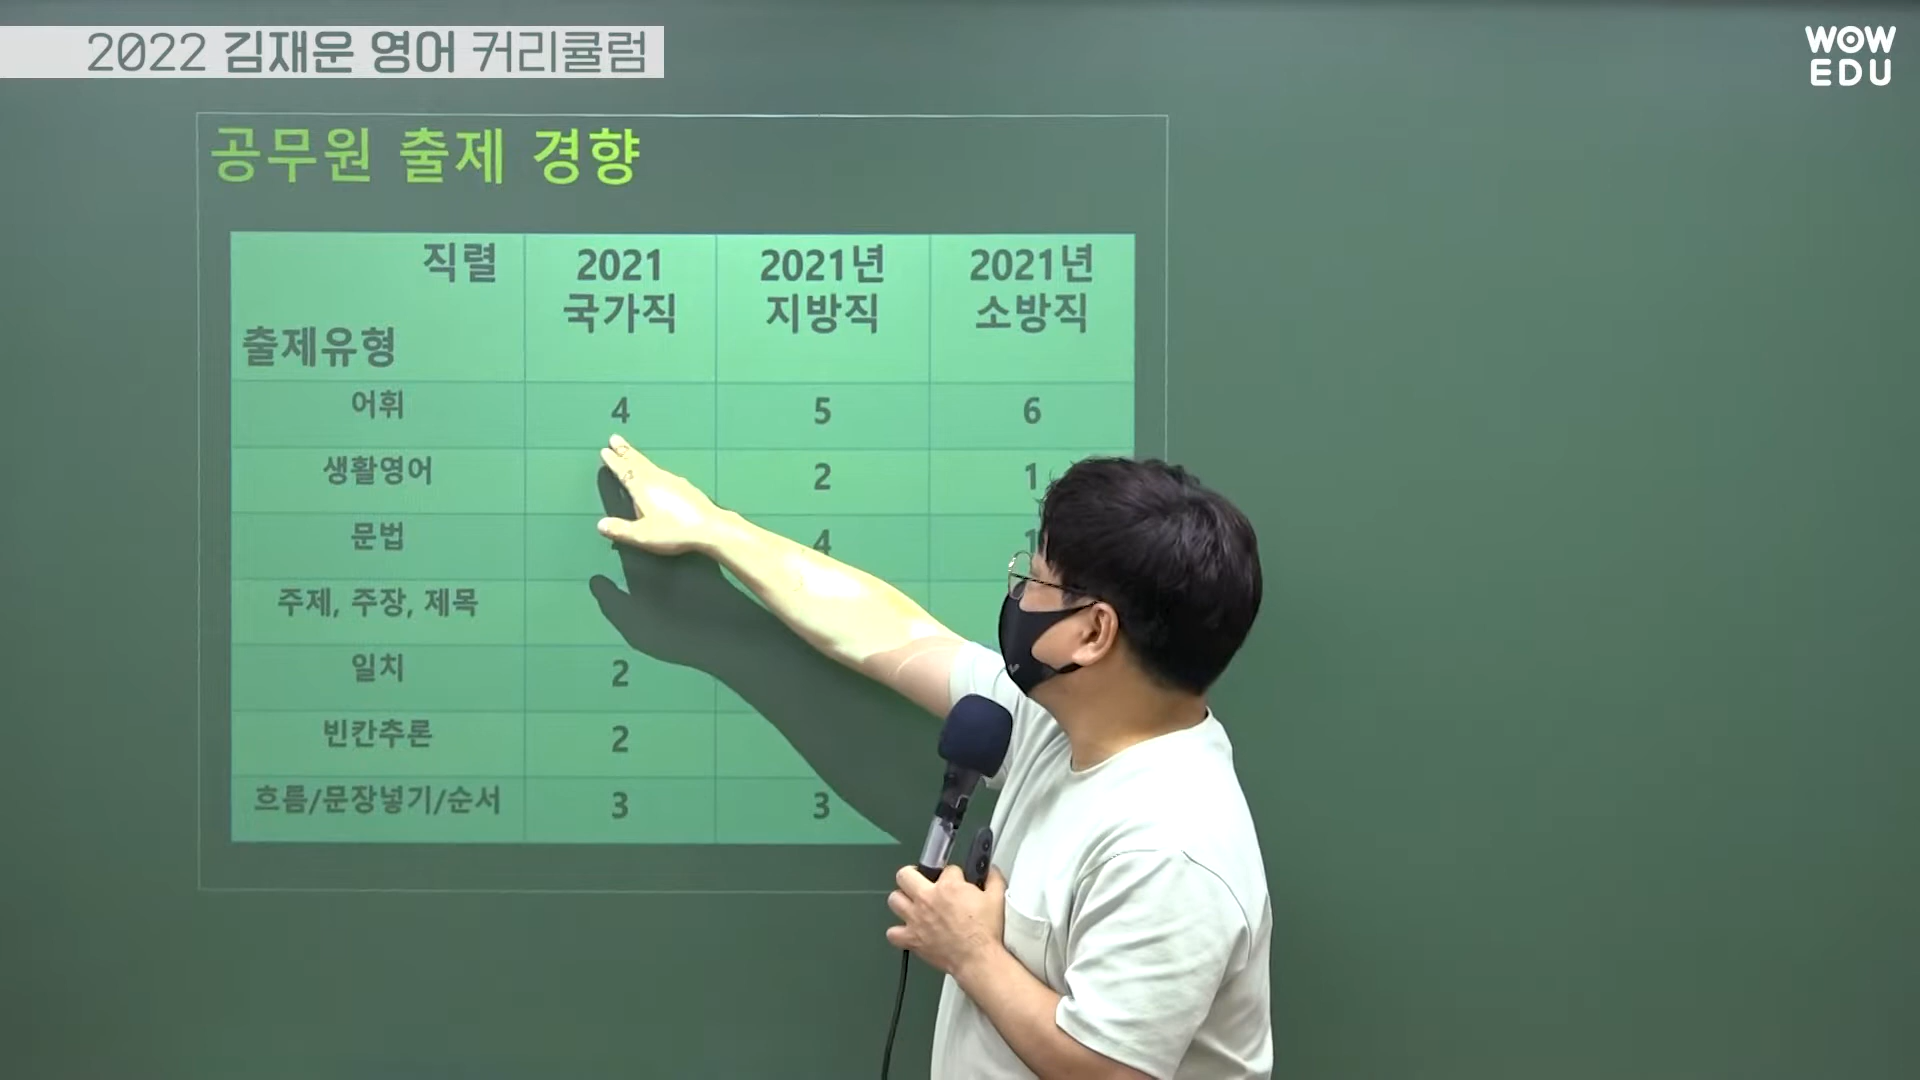 2022 김재운 영어 커리큘럼
WOW
EDU
공무원 출제 경향
직렬
출제유형
2021
국가직
2021년
지방직
2021년
소방직
어휘 4 5 6
생활영어 2 1
문법 4
주제, 주장, 제목
일치 2
빈칸추론 2
흐름/문장넣기/순서 3 3